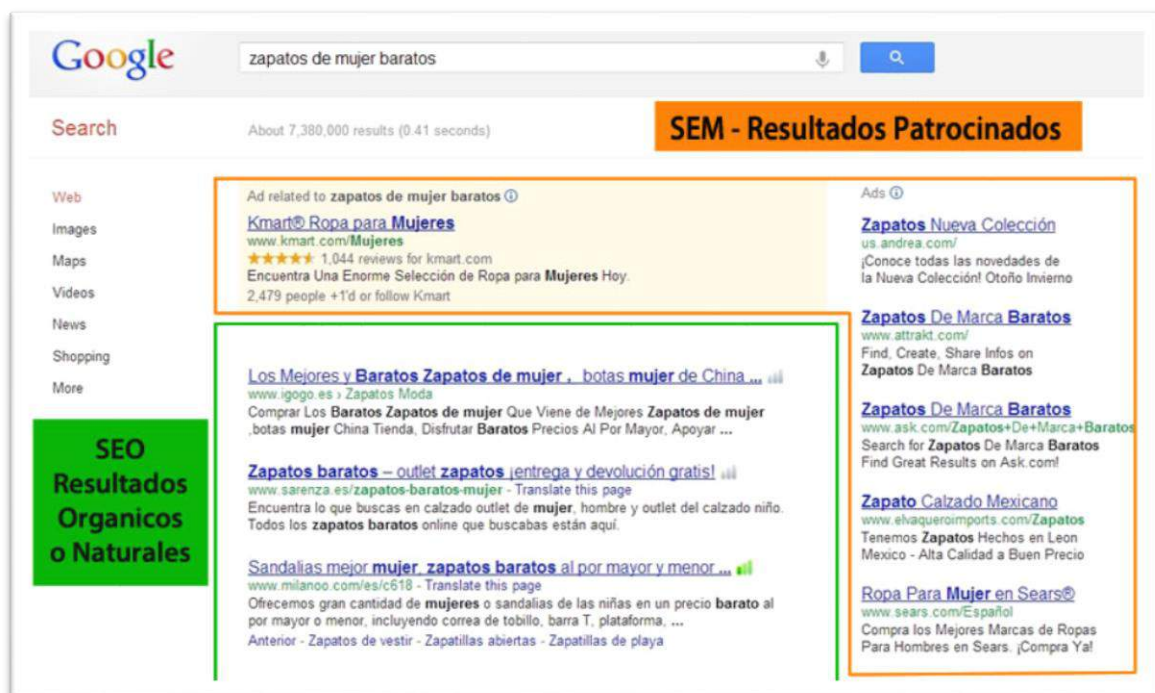 Google
zapatos de mujer baratos
Search
About 7,380,000 results (0.41 seconds)
SEM - Resultados Patrocinados
Web
Images
Maps
Videos
News
Shopping
More
SEO
Resultados
Organicos
o Naturales
Ad related to zapatos de mujer baratos
Kmart® Ropa para Mujeres
www.kmart.com/Mujeres
1,044 reviews for kmart.com
Encuentra Una Enorme Selección de Ropa para Mujeres Hoy.
2,479 people +1'd or follow Kmart
Los Mejores y Baratos Zapatos de mujer , botas mujer de China ...
www.igogo.es › Zapatos Moda
Comprar Los Baratos Zapatos de mujer Que Viene de Mejores Zapatos de mujer
,botas mujer China Tienda, Disfrutar Baratos Precios Al Por Mayor, Apoyar ...
Zapatos baratos – outlet zapatos ¡entrega y devolución gratis!
www.sarenza.es/zapatos-baratos-mujer - Translate this page
Encuentra lo que buscas en calzado outlet de mujer, hombre y outlet del calzado niño.
Todos los zapatos baratos online que buscabas están aquí.
Sandalias mejor mujer, zapatos baratos al por mayor y menor ...
www.milanoo.com/es/c618 - Translate this page
Ofrecemos gran cantidad de mujeres o sandalias de las niñas en un precio barato al
por mayor o menor, incluyendo correa de tobillo, barra T, plataforma, ...
Anterior - Zapatos de vestir - Zapatillas abiertas - Zapatillas de playa
Ads
Zapatos Nueva Colección
us.andrea.com/
¡Conoce todas las novedades de
la Nueva Colección! Otoño Invierno
Zapatos De Marca Baratos
www.attrakt.com/
Find, Create, Share Infos on
Zapatos De Marca Baratos
Zapatos De Marca Baratos
www.ask.com/Zapatos+De+Marca+Baratos
Search for Zapatos De Marca Baratos
Find Great Results on Ask.com!
Zapato Calzado Mexicano
www.elvaqueroimports.com/Zapatos
Tenemos Zapatos Hechos en Leon
Mexico - Alta Calidad a Buen Precio
Ropa Para Mujer en Sears®
www.sears.com/Español
Compra los Mejores Marcas de Ropas
Para Hombres en Sears. ¡Compra Ya!